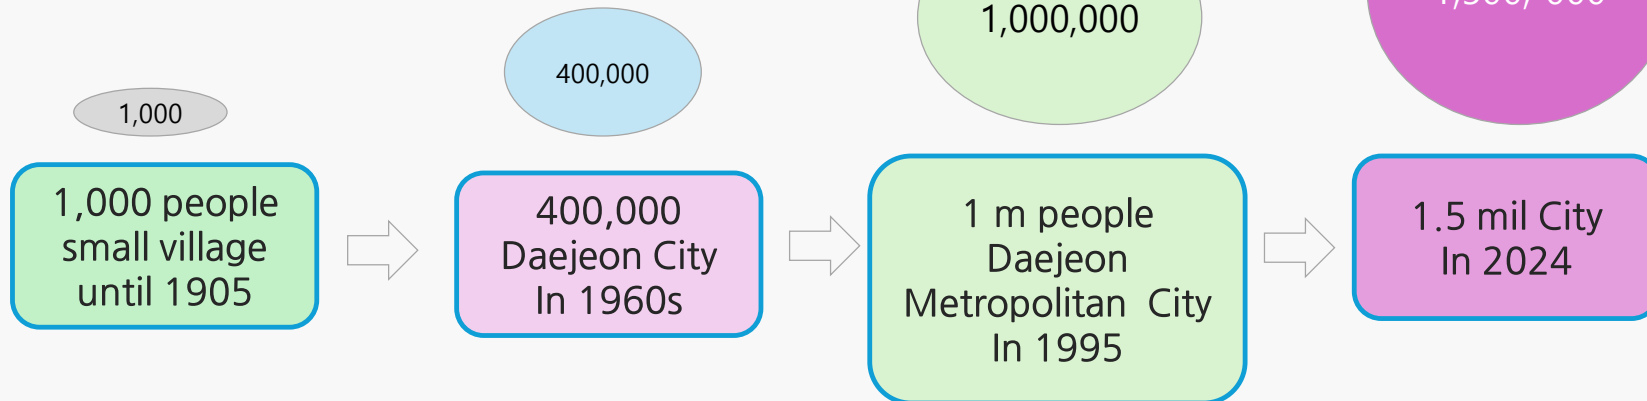 1,000,000
400,000
1,000
1,000 people
small village
until 1905
400,000
Daejeon City
In 1960s
1 m people
Daejeon
Metropolitan  City
In 1995
1.5 mil City
In 2024